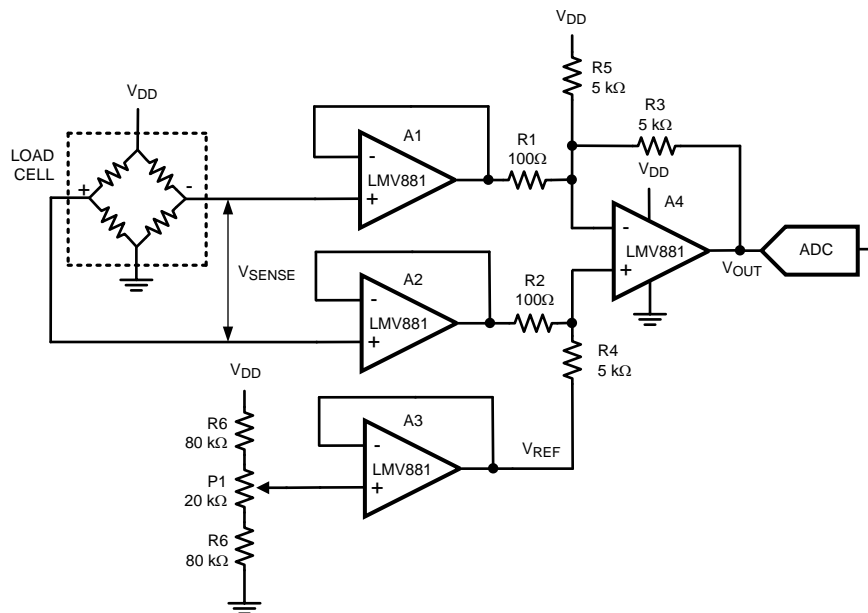 VDD
R5
5 kΩ
R3
5 kΩ
VDD
LOAD
CELL
+
-
A1
-
LMV881
+
R1
100Ω
VDD
A4
-
LMV881
+
ADC
VOUT
VSENSE
A2
-
LMV881
+
R2
100Ω
R4
5 kΩ
VDD
R6
80 kΩ
A3
-
LMV881
+
VREF
P1
20 kΩ
R6
80 kΩ